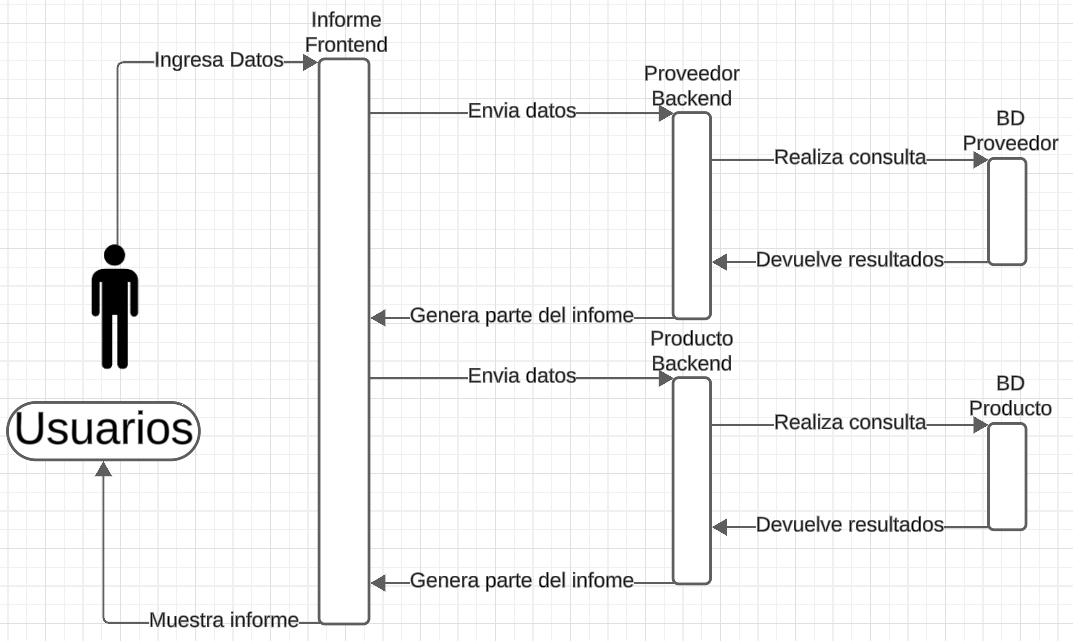 Informe
Frontend
Ingresa Datos
Proveedor
Backend
Envia datos
BD
Proveedor
Realiza consulta
Devuelve resultados
Genera parte del infome
Producto
Backend
Envia datos
BD
Producto
Realiza consulta
Usuarios
Devuelve resultados
Genera parte del infome
Muestra informe